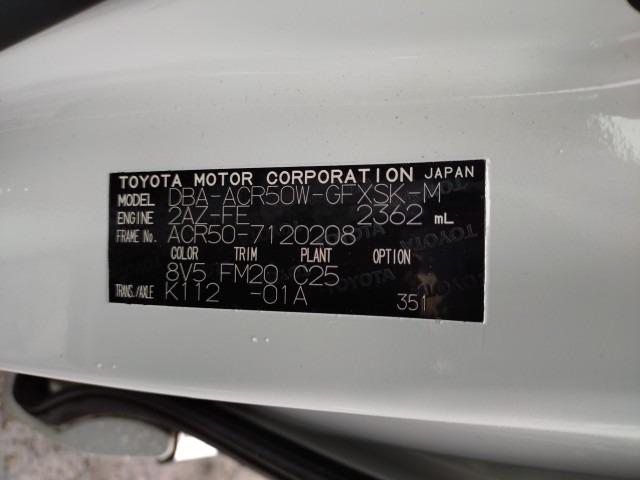 TOYOTA MOTOR CORPORATION JAPAN
MODEL DBA-ACR50W-GFXSK-M
ENGINE 2AZ-FE 2362 mL
FRAME No. ACR50-7120208
COLOR TRIM PLANT OPTION
8V5 FM20 C25
TRANS./AXLE K112 -01A 351